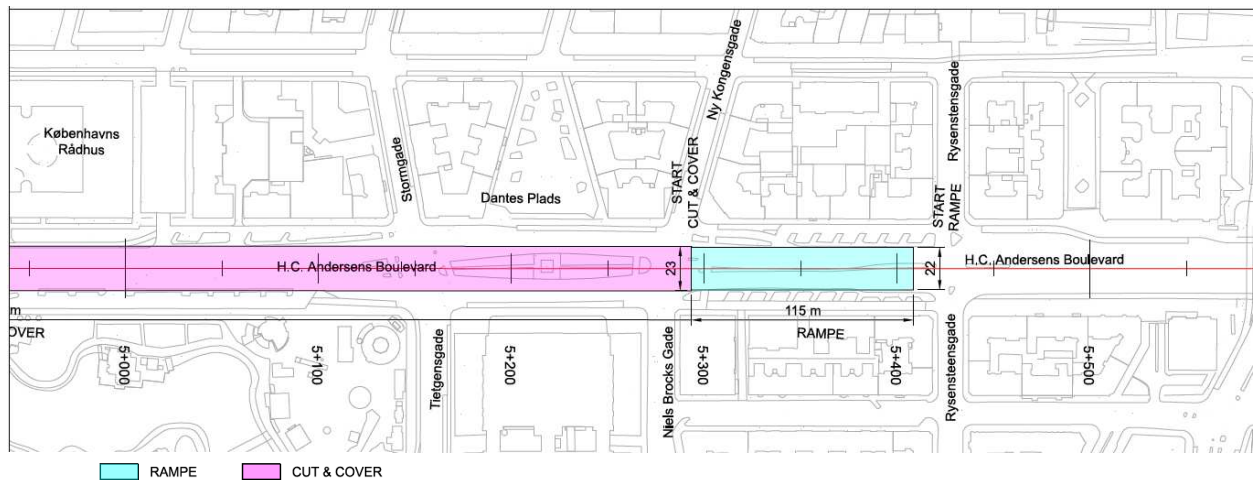 Københavns
Rådhus
Stormgade
Dantes Plads
START
CUT & COVER
Ny Kongensgade
START
RAMPE
Rysenstensgade
H.C. Andersens Boulevard
23
22
H.C. Andersens Boulevard
m
OVER
115 m
RAMPE
5+000
5+100
Tietgensgade
5+200
Niels Brocks Gade
5+300
5+400
Rysensteensgade
5+500
RAMPE
CUT & COVER